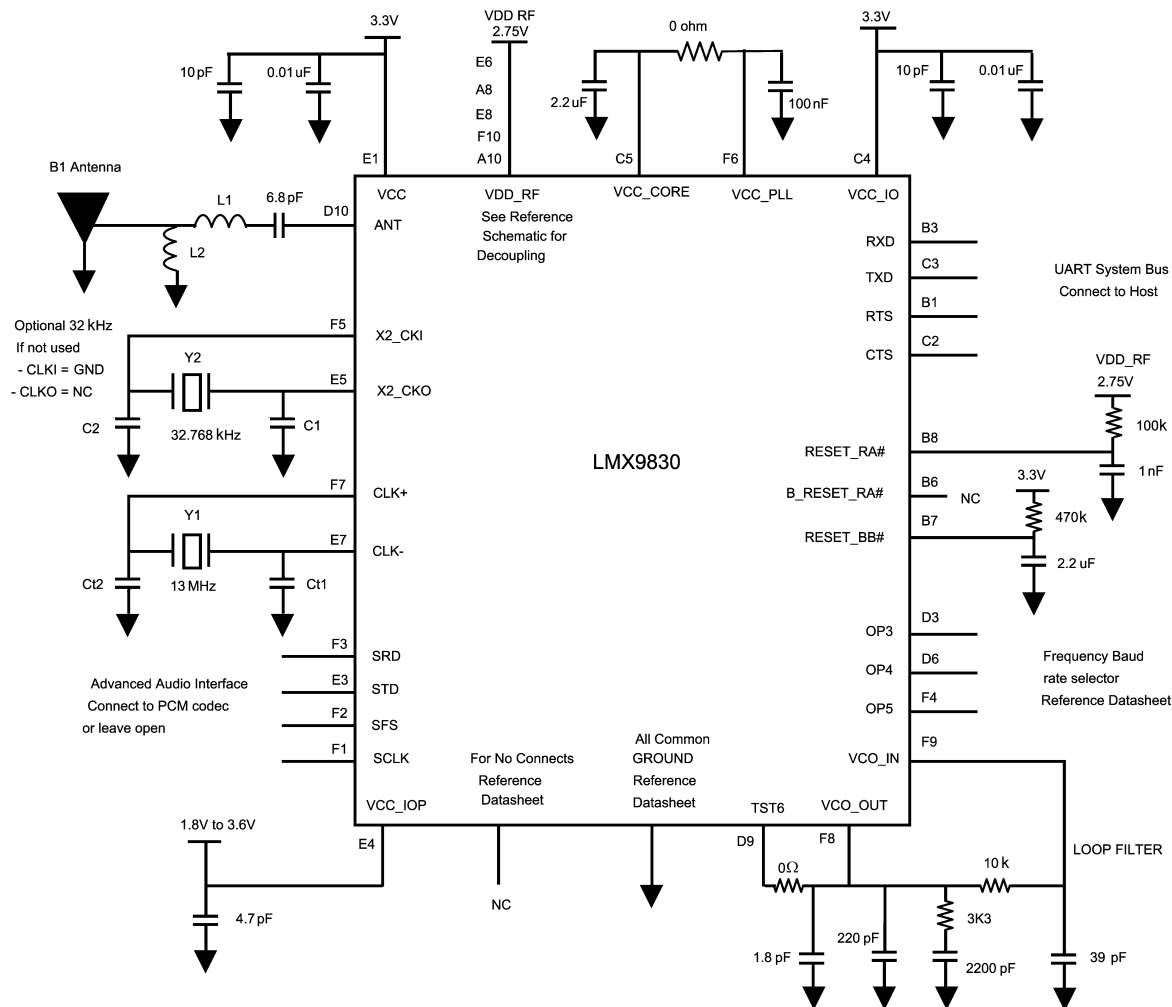 3.3V
VDD RF
2.75V
0 ohm
3.3V
10 pF
0.01 uF
E6
A8
E8
F10
A10
2.2 uF
100 nF
10 pF
0.01 uF
E1
C5
F6
C4
B1 Antenna
VCC
VDD_RF
VCC_CORE
VCC_PLL
VCC_IO
L1
6.8 pF
D10
ANT
L2
See Reference
Schematic for
Decoupling
RXD
B3
TXD
C3
RTS
B1
CTS
C2
UART System Bus
Connect to Host
Optional 32 kHz
If not used
- CLKI = GND
- CLKO = NC
F5
X2_CKI
Y2
E5
X2_CKO
C2
32.768 kHz
C1
VDD_RF
2.75V
100k
RESET_RA#
B8
1 nF
LMX9830
F7
CLK+
B_RESET_RA#
B6
NC
3.3V
470k
Y1
E7
CLK-
RESET_BB#
B7
2.2 uF
Ct2
13 MHz
Ct1
F3
SRD
E3
STD
F2
SFS
F1
SCLK
Advanced Audio Interface
Connect to PCM codec
or leave open
OP3
D3
OP4
D6
OP5
F4
Frequency Baud
rate selector
Reference Datasheet
VCO_IN
F9
For No Connects
Reference
Datasheet
All Common
GROUND
Reference
Datasheet
VCC_IOP
TST6
VCO_OUT
1.8V to 3.6V
E4
D9
F8
LOOP FILTER
0Ω
10 k
NC
4.7 pF
3K3
1.8 pF
220 pF
2200 pF
39 pF